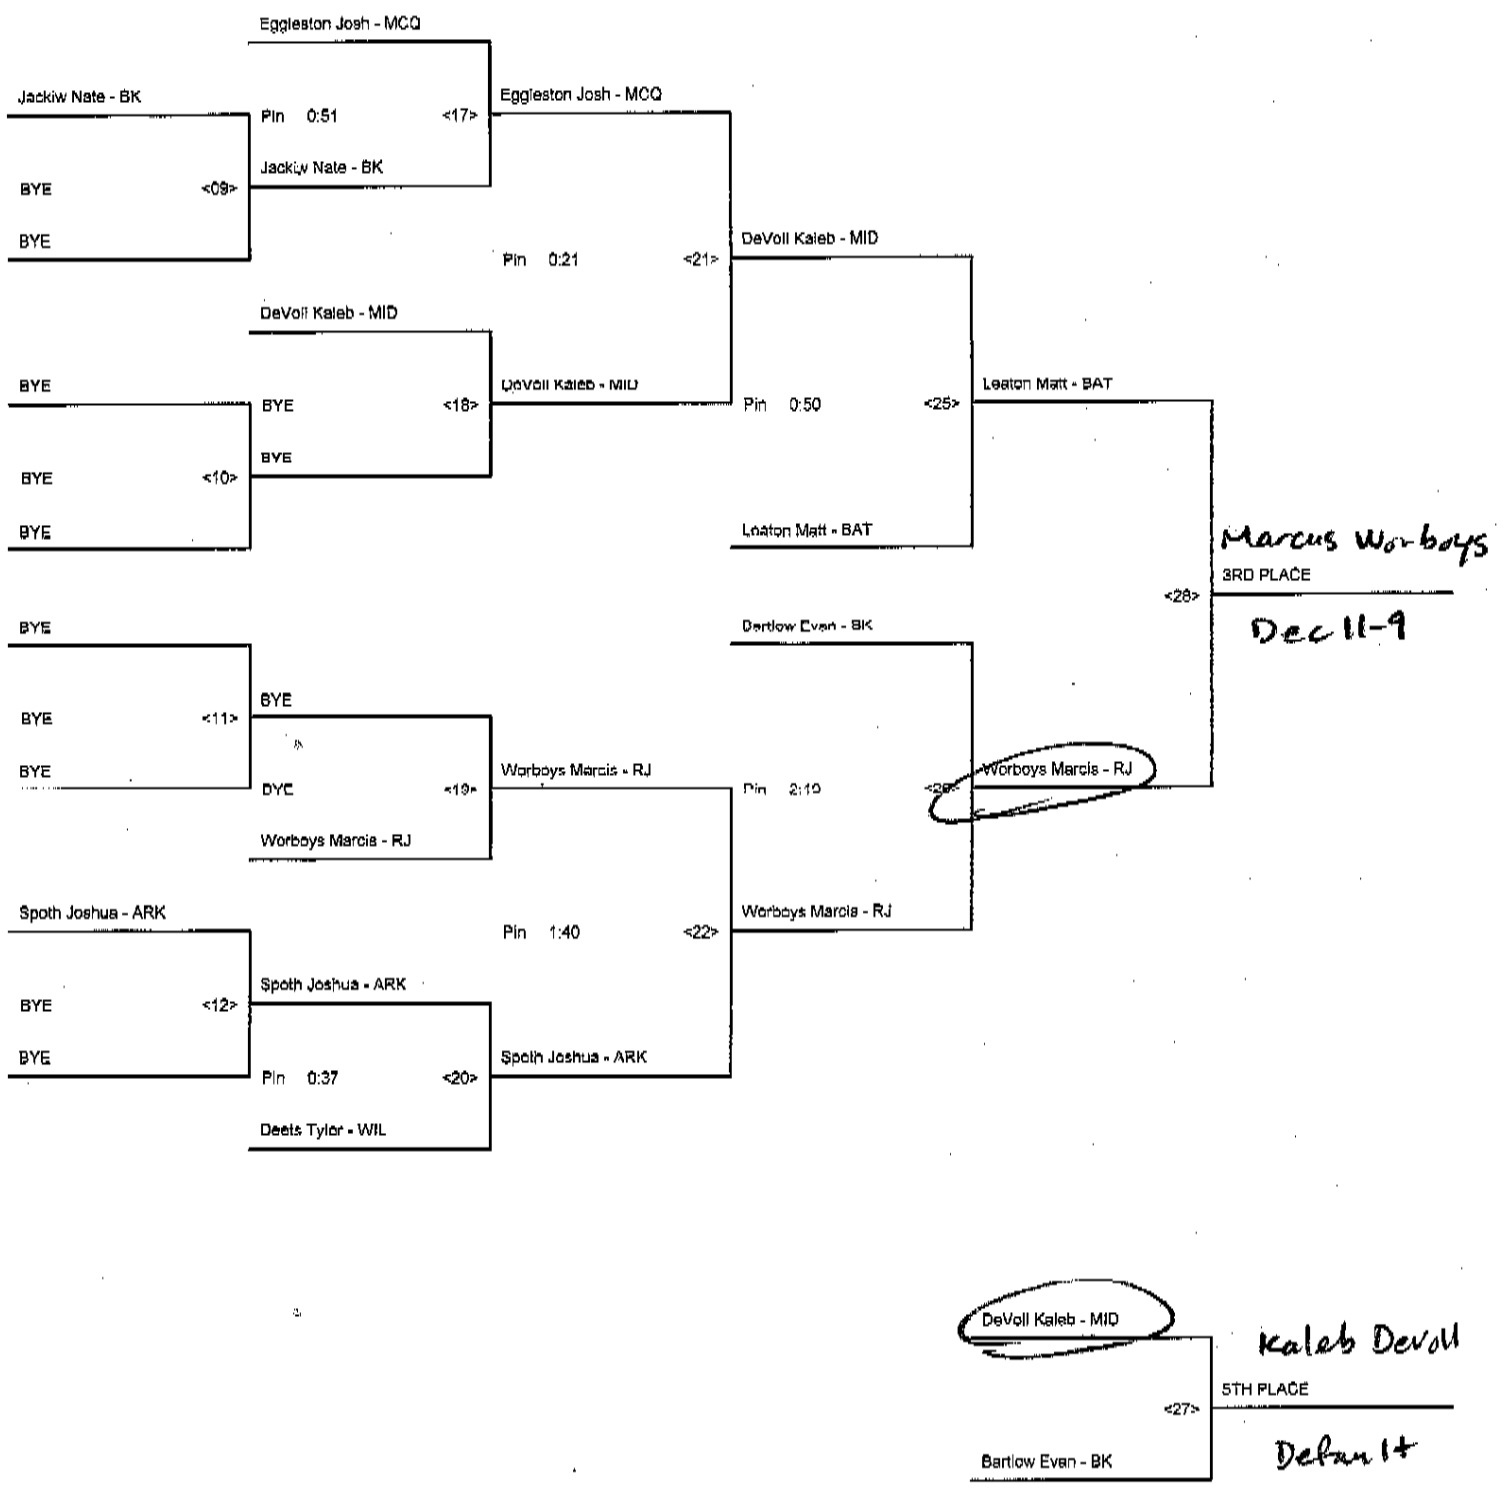 Eggleston Josh - MCQ
Jackiw Nate - BK
Eggleston Josh - MCQ
Pin 0:51 <17>
Jackiw Nate - BK
BYE <09>
BYE
DeVoll Kaleb - MID
Pin 0:21 <21>
DeVoll Kaleb - MID
BYE
DeVoll Kaleb - MID
Leaton Matt - BAT
BYE <18>
Pin 0:50 <25>
BYE
BYE <10>
BYE
Leaton Matt - BAT
Marcus Worboys
3RD PLACE
<28>
Dec 11-9
BYE
Bartlow Evan - BK
BYE
BYE <11>
BYE
Worboys Marcis - RJ
Worboys Marcis - RJ
BYE <19>
Pin 2:19
Worboys Marcis - RJ
Spoth Joshua - ARK
Worboys Marcis - RJ
Pin 1:40 <22>
Spoth Joshua - ARK
BYE <12>
BYE
Spoth Joshua - ARK
Pin 0:37 <20>
Deets Tylor - WIL
DeVoll Kaleb - MID
Kaleb Devoll
5TH PLACE
<27>
Default
Bartlow Evan - BK